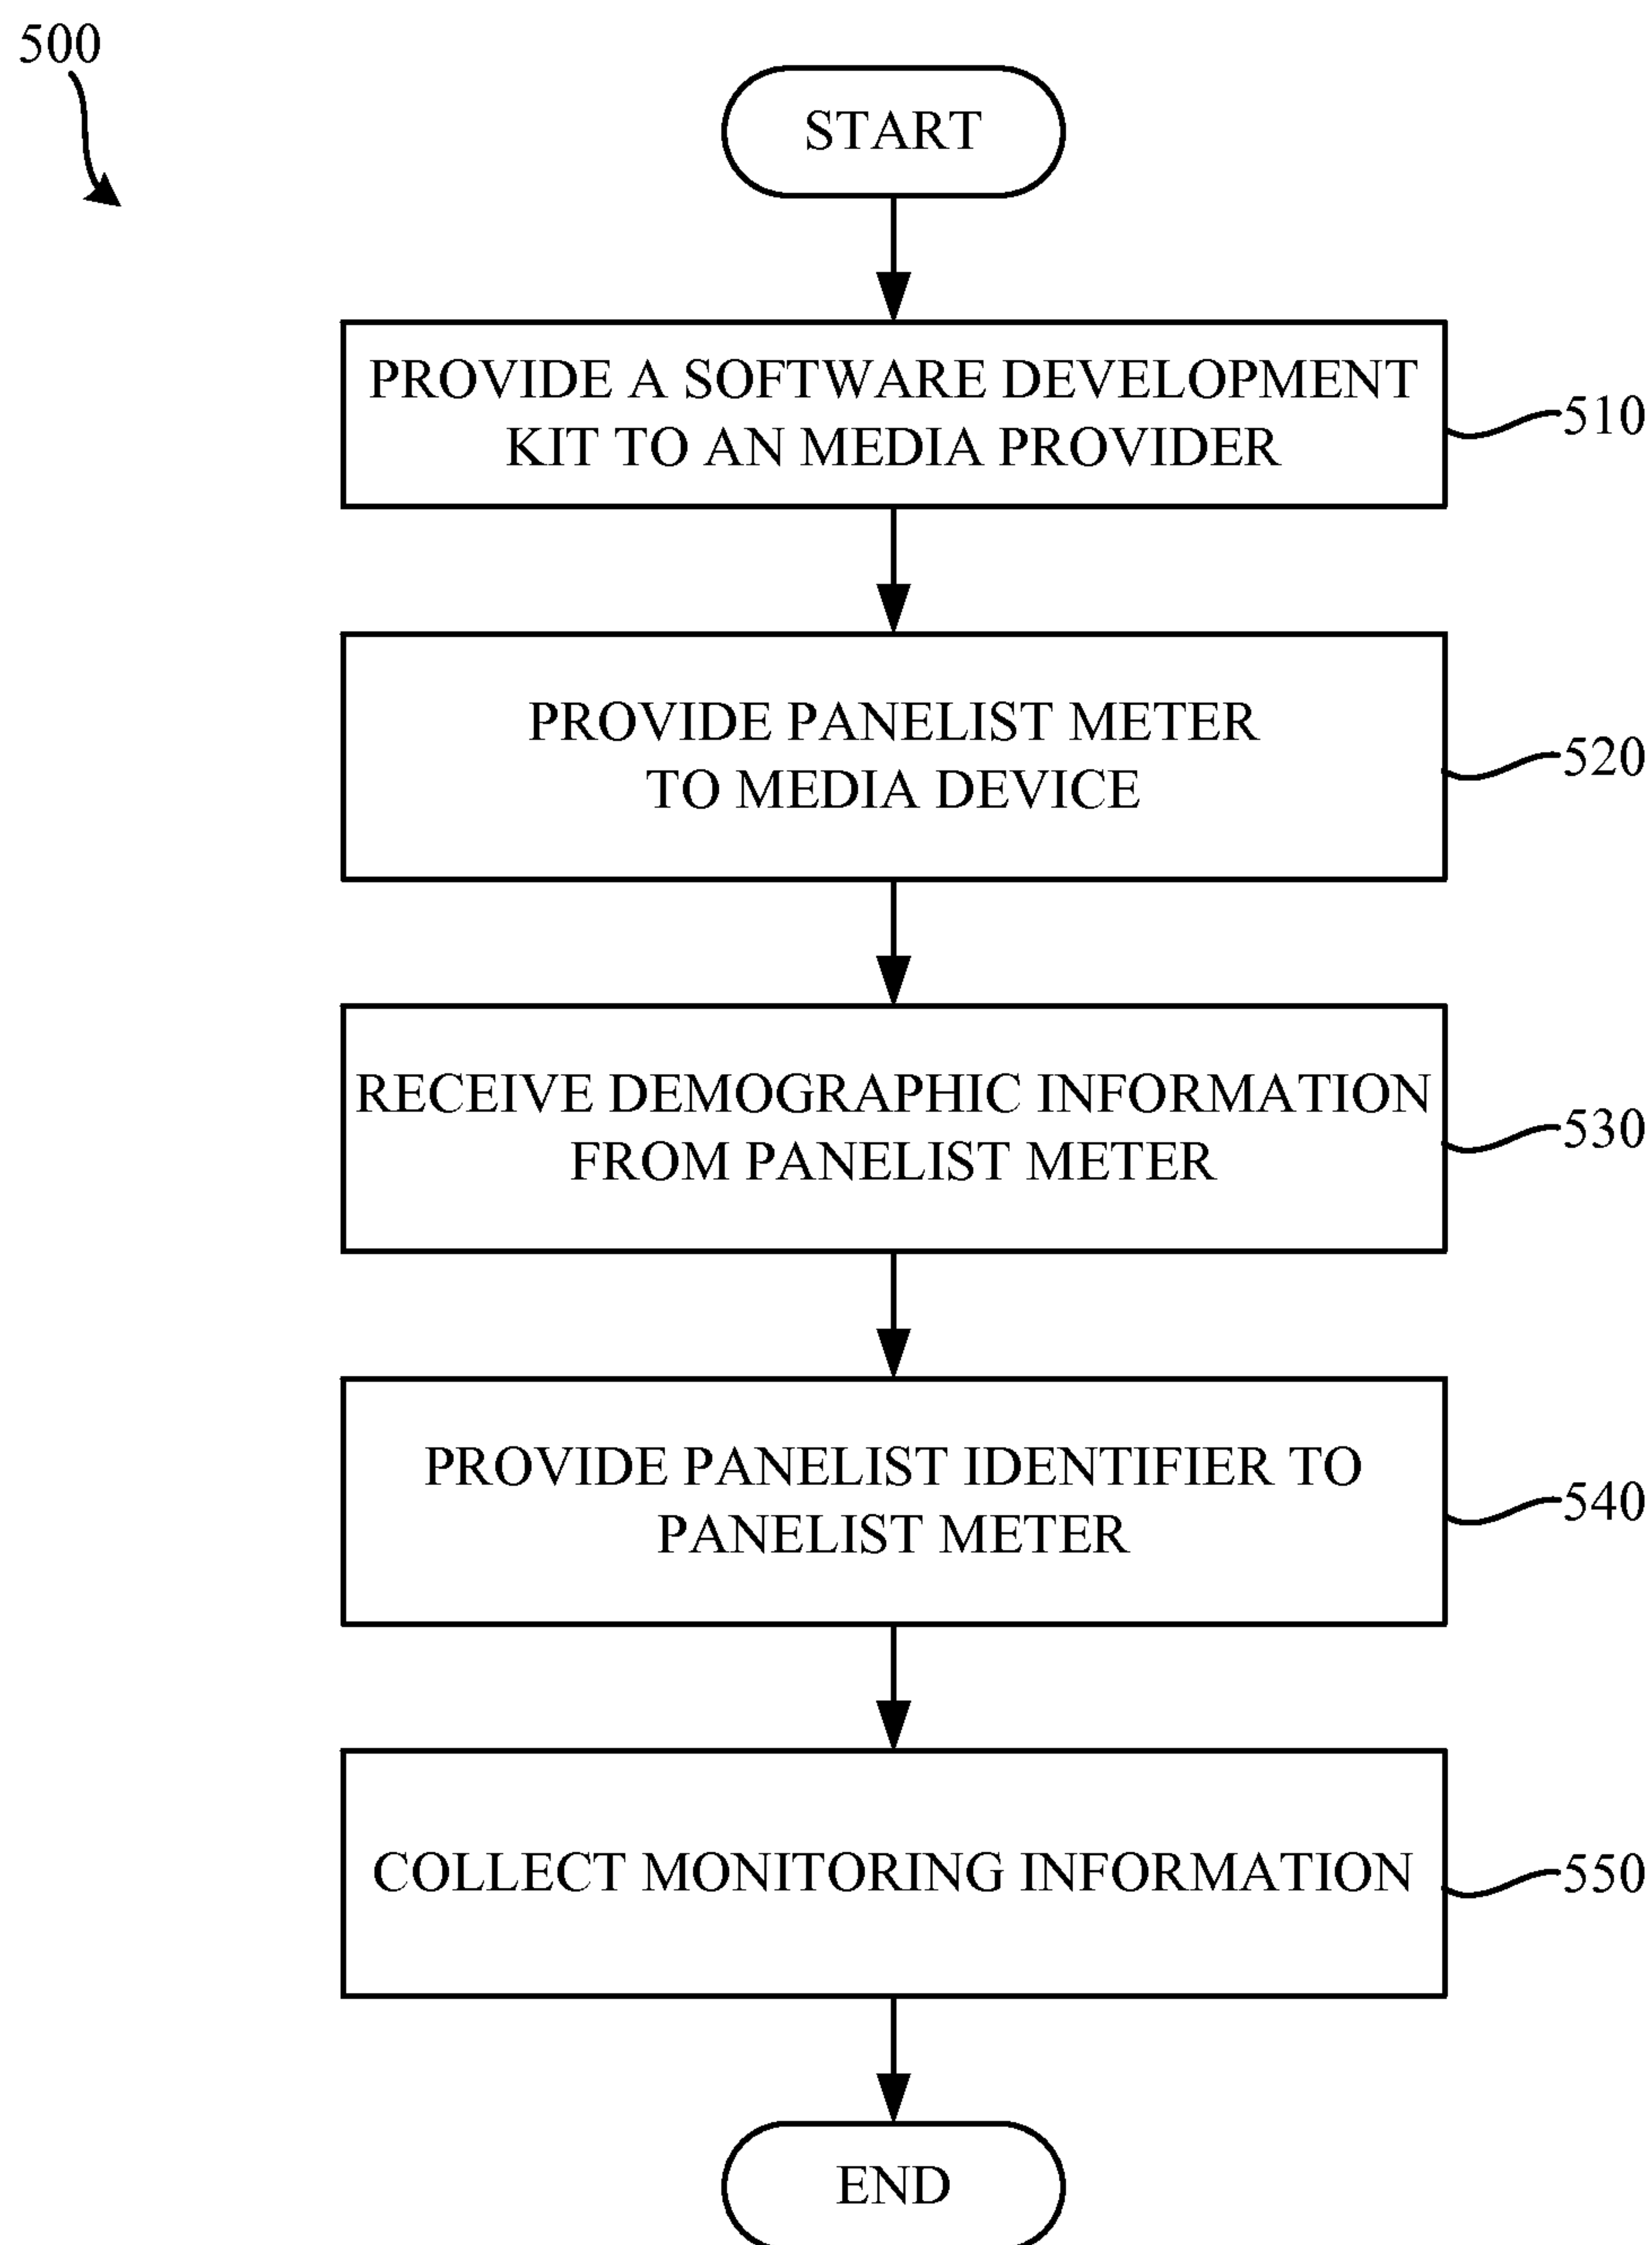 500
START
PROVIDE A SOFTWARE DEVELOPMENT
KIT TO AN MEDIA PROVIDER
510
PROVIDE PANELIST METER
TO MEDIA DEVICE
520
RECEIVE DEMOGRAPHIC INFORMATION
FROM PANELIST METER
530
PROVIDE PANELIST IDENTIFIER TO
PANELIST METER
540
COLLECT MONITORING INFORMATION
550
END